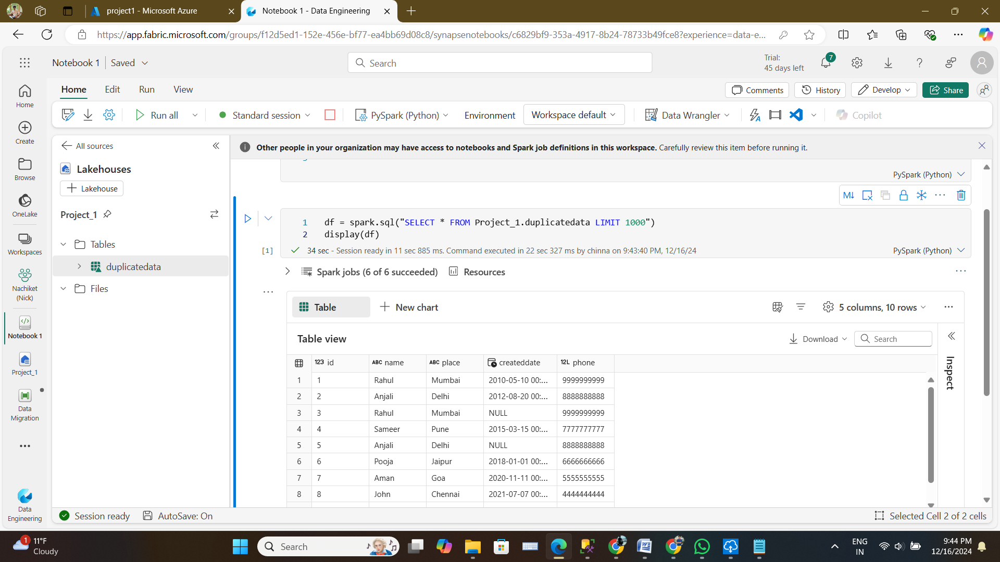 project1 - Microsoft Azure
Notebook 1 - Data Engineering
https://app.fabric.microsoft.com/groups/f12d5ed1-152e-456e-bf77-ea4bb69d08c8/synapsenotebooks/c6829bf9-353a-4917-8b24-78733b49fce8?experience=data-e...
Notebook 1
Saved
Search
Trial:
45 days left
7
Home
Edit
Run
View
Comments
History
Develop
Share
Run all
Standard session
PySpark (Python)
Environment
Workspace default
Data Wrangler
Copilot
Home
Create
Browse
OneLake
Workspaces
Nachiket
(Nick)
Notebook 1
Project_1
Data
Migration
Data
Engineering
All sources
Lakehouses
Lakehouse
Project_1
Tables
duplicatedata
Files
Other people in your organization may have access to notebooks and Spark job definitions in this workspace. Carefully review this item before running it.
PySpark (Python)
M↓
1 df = spark.sql("SELECT * FROM Project_1.duplicatedata LIMIT 1000")
2 display(df)
[1]
34 sec - Session ready in 11 sec 885 ms. Command executed in 22 sec 327 ms by chinna on 9:43:40 PM, 12/16/24
PySpark (Python)
Spark jobs (6 of 6 succeeded)
Resources
Table
New chart
5 columns, 10 rows
Table view
Download
Search
Inspect
123 id ABC name ABC place createddate 12L phone
1 1 Rahul Mumbai 2010-05-10 00:... 9999999999
2 2 Anjali Delhi 2012-08-20 00:... 8888888888
3 3 Rahul Mumbai NULL 9999999999
4 4 Sameer Pune 2015-03-15 00:... 7777777777
5 5 Anjali Delhi NULL 8888888888
6 6 Pooja Jaipur 2018-01-01 00:... 6666666666
7 7 Aman Goa 2020-11-11 00:... 5555555555
8 8 John Chennai 2021-07-07 00:... 4444444444
Session ready
AutoSave: On
Selected Cell 2 of 2 cells
1
11°F
Cloudy
Search
ENG
IN
9:44 PM
12/16/2024